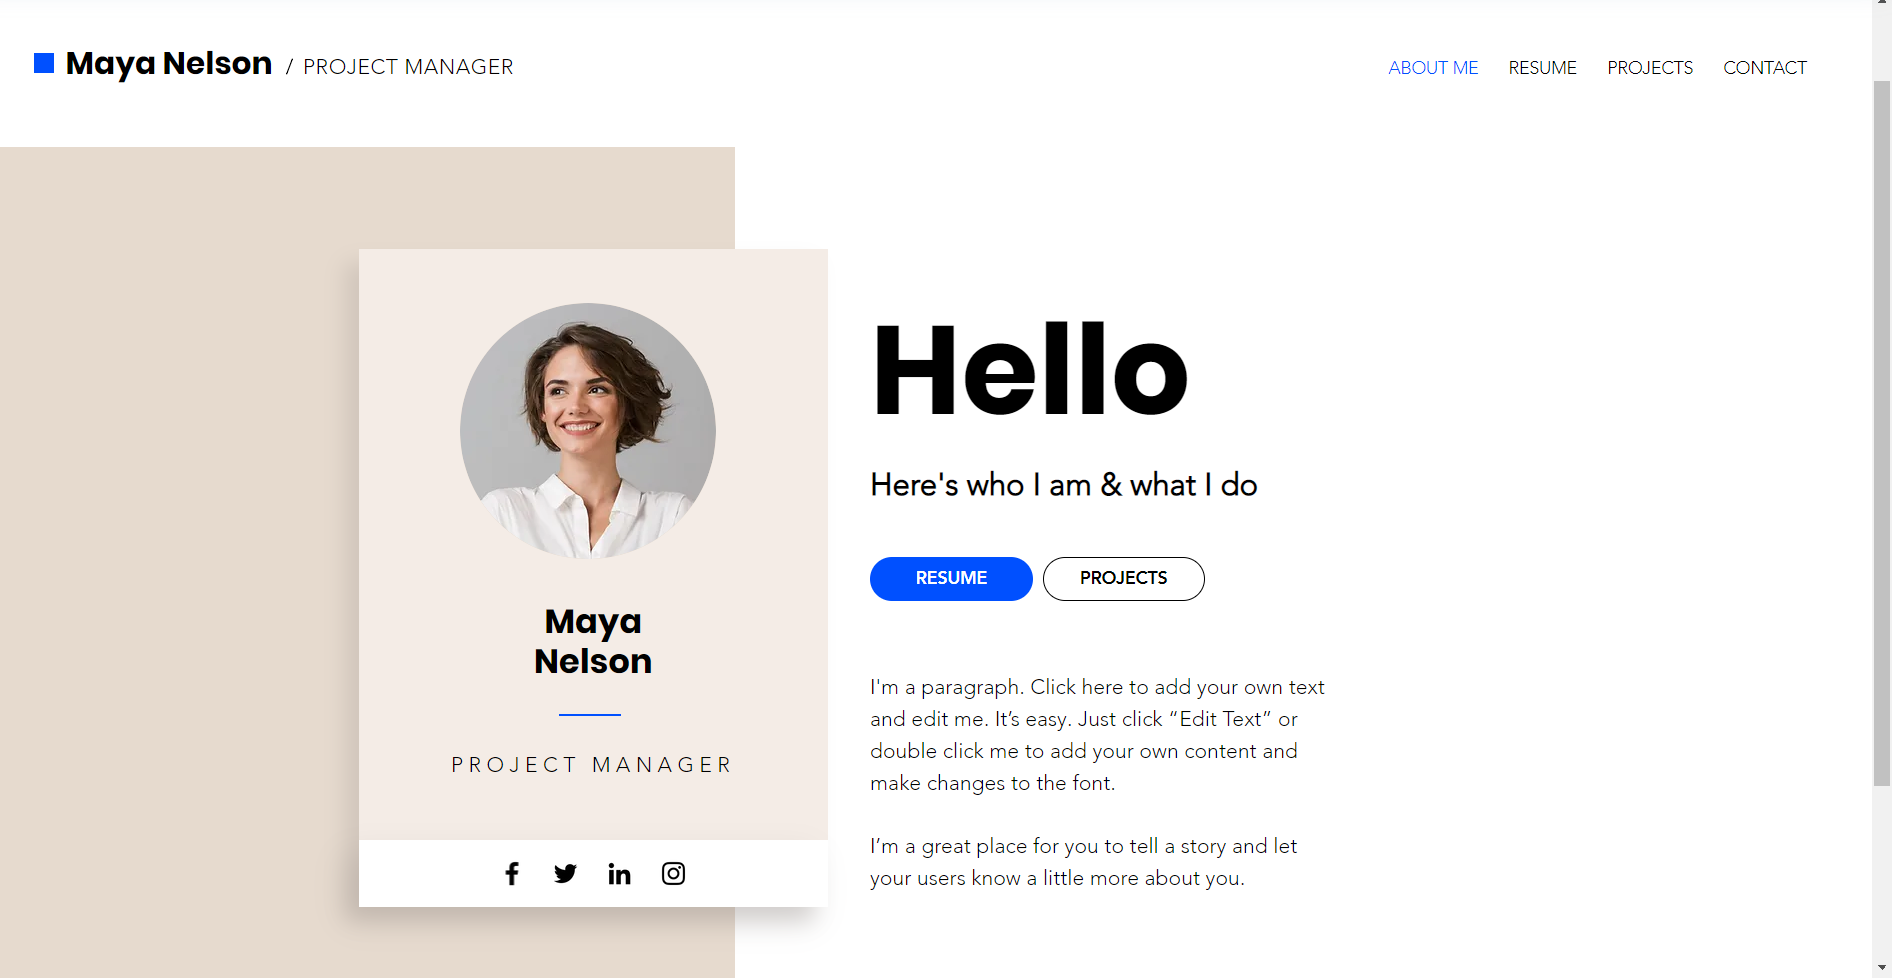 Maya Nelson / PROJECT MANAGER
ABOUT ME RESUME PROJECTS CONTACT
Maya
Nelson
PROJECT MANAGER
Hello
Here's who I am & what I do
RESUME PROJECTS
I'm a paragraph. Click here to add your own text
and edit me. It’s easy. Just click “Edit Text” or
double click me to add your own content and
make changes to the font.
I’m a great place for you to tell a story and let
your users know a little more about you.